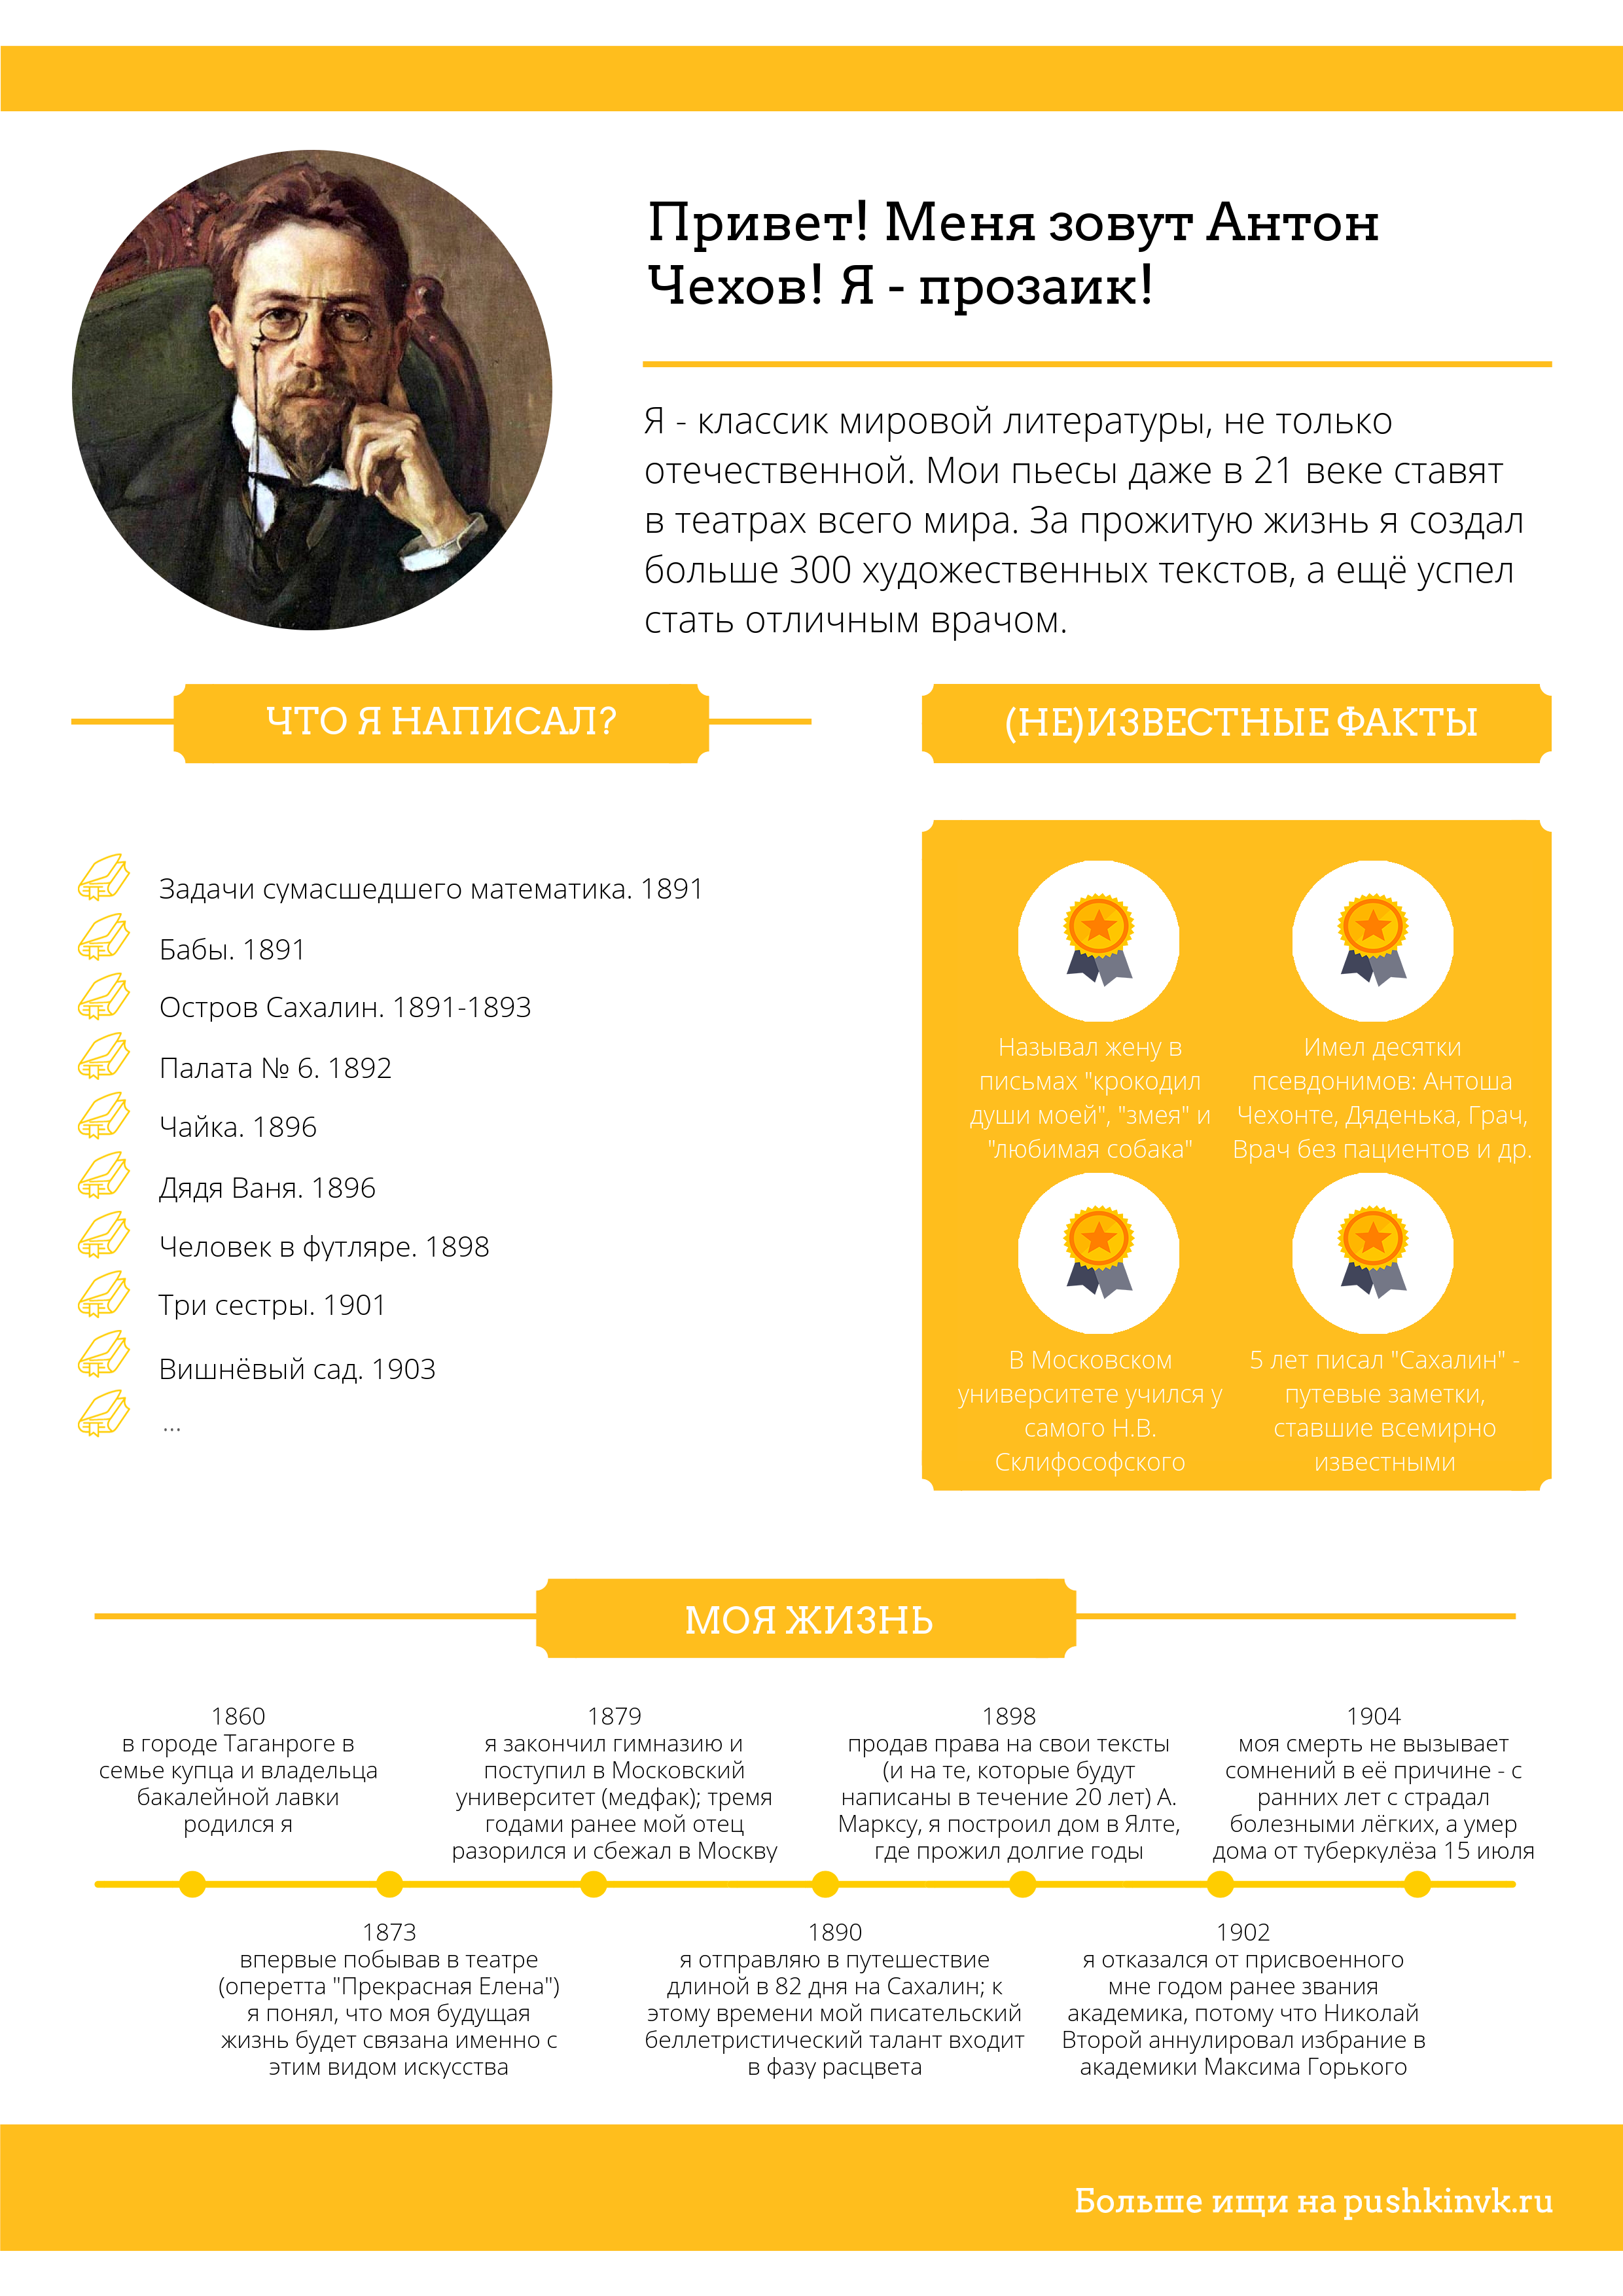 Привет! Меня зовут Антон
Чехов! Я - прозаик!
Я - классик мировой литературы, не только
отечественной. Мои пьесы даже в 21 веке ставят
в театрах всего мира. За прожитую жизнь я создал
больше 300 художественных текстов, а ещё успел
стать отличным врачом.
ЧТО Я НАПИСАЛ?
Задачи сумасшедшего математика. 1891
Бабы. 1891
Остров Сахалин. 1891-1893
Палата № 6. 1892
Чайка. 1896
Дядя Ваня. 1896
Человек в футляре. 1898
Три сестры. 1901
Вишнёвый сад. 1903
...
(НЕ)ИЗВЕСТНЫЕ ФАКТЫ
Называл жену в
письмах "крокодил
души моей", "змея" и
"любимая собака"
Имел десятки
псевдонимов: Антоша
Чехонте, Дяденька, Грач,
Врач без пациентов и др.
В Московском
университете учился у
самого Н.В.
Склифософского
5 лет писал "Сахалин" -
путевые заметки,
ставшие всемирно
известными
МОЯ ЖИЗНЬ
1860
в городе Таганроге в
семье купца и владельца
бакалейной лавки
родился я
1873
впервые побывав в театре
(оперетта "Прекрасная Елена")
я понял, что моя будущая
жизнь будет связана именно с
этим видом искусства
1879
я закончил гимназию и
поступил в Московский
университет (медфак); тремя
годами ранее мой отец
разорился и сбежал в Москву
1890
я отправляю в путешествие
длиной в 82 дня на Сахалин; к
этому времени мой писательский
беллетристический талант входит
в фазу расцвета
1898
продав права на свои тексты
(и на те, которые будут
написаны в течение 20 лет) А.
Марксу, я построил дом в Ялте,
где прожил долгие годы
1902
я отказался от присвоенного
мне годом ранее звания
академика, потому что Николай
Второй аннулировал избрание в
академики Максима Горького
1904
моя смерть не вызывает
сомнений в её причине - с
ранних лет с страдал
болезными лёгких, а умер
дома от туберкулёза 15 июля
Больше ищи на pushkinvk.ru